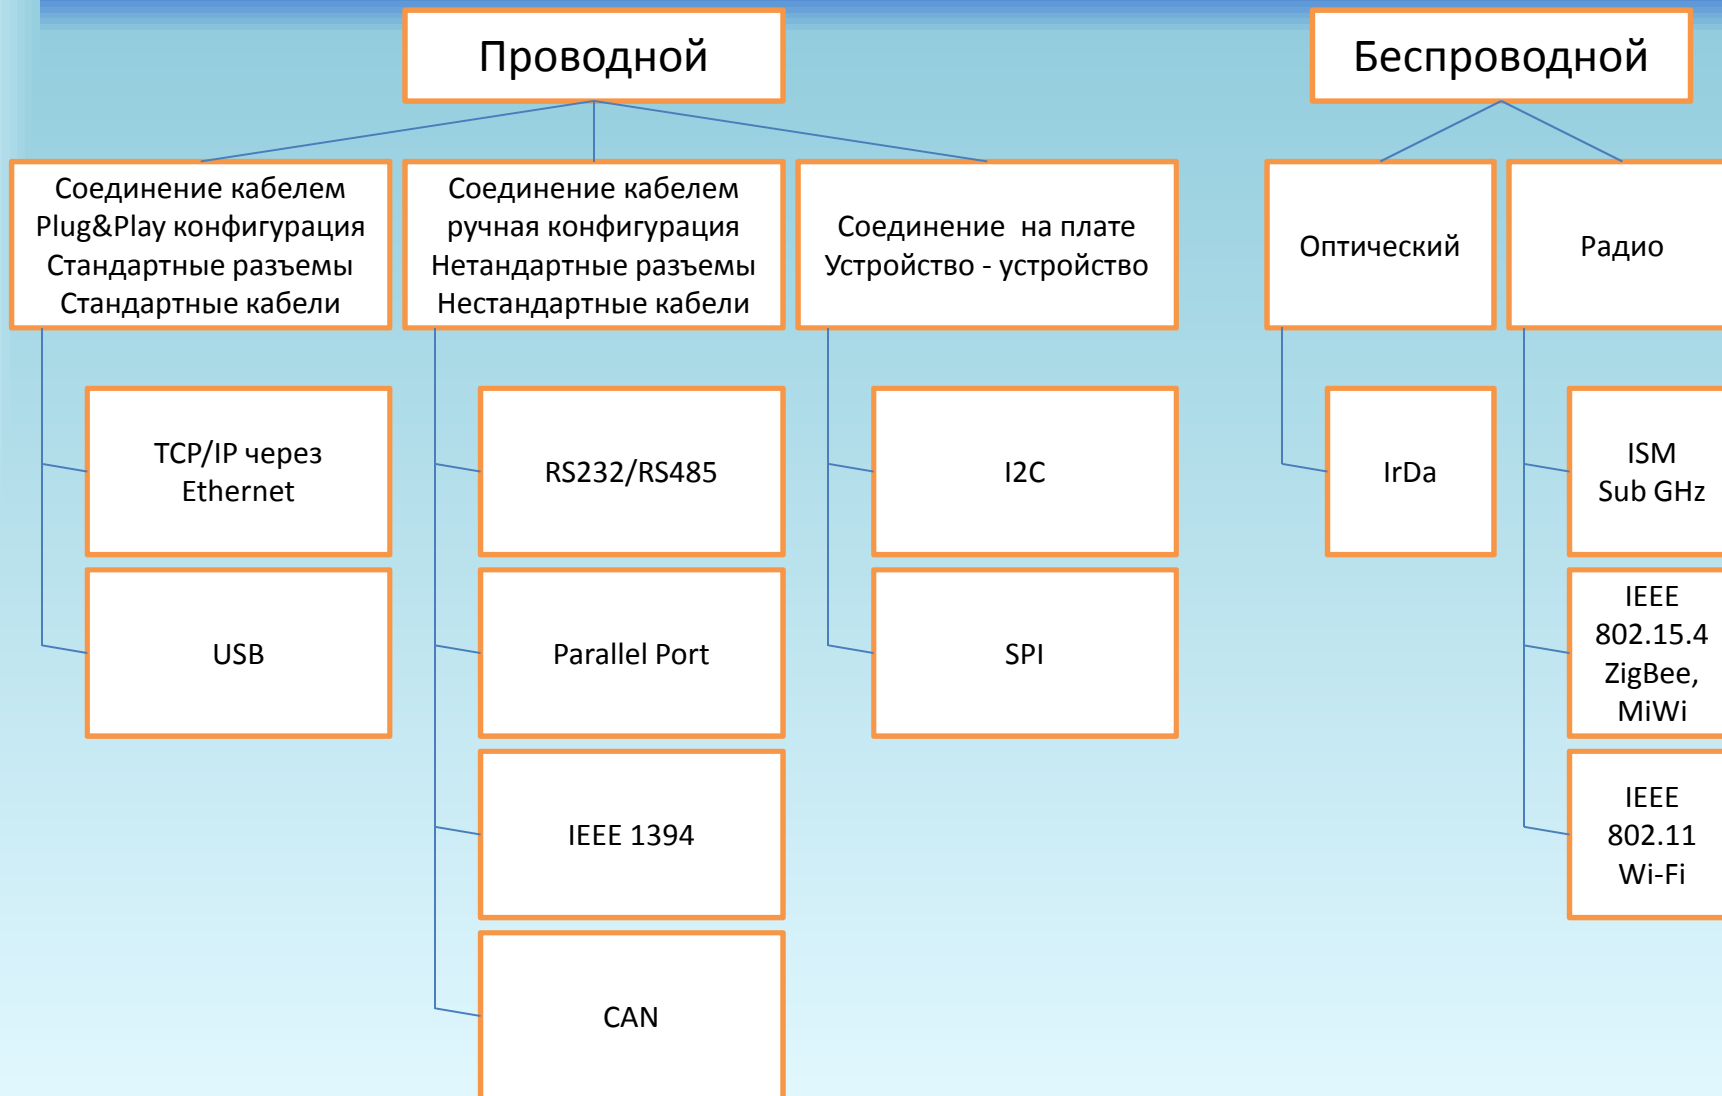 Проводной
Беспроводной
Соединение кабелем
Plug&Play конфигурация
Стандартные разъемы
Стандартные кабели
Соединение кабелем
ручная конфигурация
Нетандартные разъемы
Нестандартные кабели
Соединение на плате
Устройство - устройство
Оптический
Радио
TCP/IP через
Ethernet
USB
RS232/RS485
Parallel Port
IEEE 1394
CAN
I2C
SPI
IrDa
ISM
Sub GHz
IEEE
802.15.4
ZigBee,
MiWi
IEEE
802.11
Wi-Fi